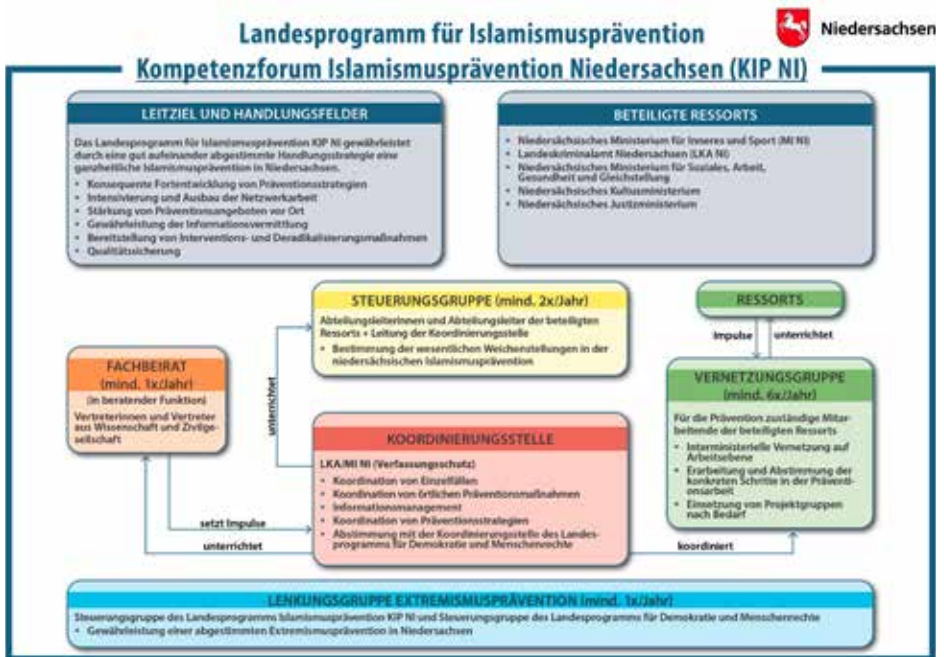 Landesprogramm für Islamismusprävention
Niedersachsen
Kompetenzforum Islamismusprävention Niedersachsen (KIP NI)
LEITZIEL UND HANDLUNGSFELDER
Das Landesprogramm für Islamismusprävention KIP NI gewährleistet
durch eine gut aufeinander abgestimmte Handlungsstrategie eine
ganzheitliche Islamismusprävention in Niedersachsen.
• Konsequente Fortentwicklung von Präventionsstrategien
• Intensivierung und Ausbau der Netzwerkarbeit
• Stärkung von Präventionsangeboten vor Ort
• Gewährleistung der Informationsvermittlung
• Bereitstellung von Interventions- und Deradikalisierungsmaßnahmen
• Qualitätssicherung
BETEILIGTE RESSORTS
• Niedersächsisches Ministerium für Inneres und Sport (MI NI)
• Landeskriminalamt Niedersachsen (LKA NI)
• Niedersächsisches Ministerium für Soziales, Arbeit,
Gesundheit und Gleichstellung
• Niedersächsisches Kultusministerium
• Niedersächsisches Justizministerium
STEUERUNGSGRUPPE (mind. 2x/Jahr)
Abteilungsleiterinnen und Abteilungsleiter der beteiligten
Ressorts + Leitung der Koordinierungsstelle
• Bestimmung der wesentlichen Weichenstellungen in der
niedersächsischen Islamismusprävention
RESSORTS
Impulse
unterrichtet
FACHBEIRAT
(mind. 1x/Jahr)
(in beratender Funktion)
Vertreterinnen und Vertreter
aus Wissenschaft und Zivilge-
sellschaft
unterrichtet
VERNETZUNGSGRUPPE
(mind. 6x/Jahr)
Für die Prävention zuständige Mitar-
beitende der beteiligten Ressorts
• Interministerielle Vernetzung auf
Arbeitsebene
• Erarbeitung und Abstimmung der
konkreten Schritte in der Präventi-
onsarbeit
• Einsetzung von Projektgruppen
nach Bedarf
KOORDINIERUNGSSTELLE
LKA/MI NI (Verfassungsschutz)
• Koordination von Einzelfällen
• Koordination von örtlichen Präventionsmaßnahmen
• Informationsmanagement
• Koordination von Präventionsstrategien
• Abstimmung mit der Koordinierungsstelle des Landes-
programms für Demokratie und Menschenrechte
setzt Impulse
unterrichtet
koordiniert
LENKUNGSGRUPPE EXTREMISMUSPRÄVENTION (mind. 1x/Jahr)
Steuerungsgruppe des Landesprogramms Islamismusprävention KIP NI und Steuerungsgruppe des Landesprogramms für Demokratie und Menschenrechte
• Gewährleistung einer abgestimmten Extremismusprävention in Niedersachsen